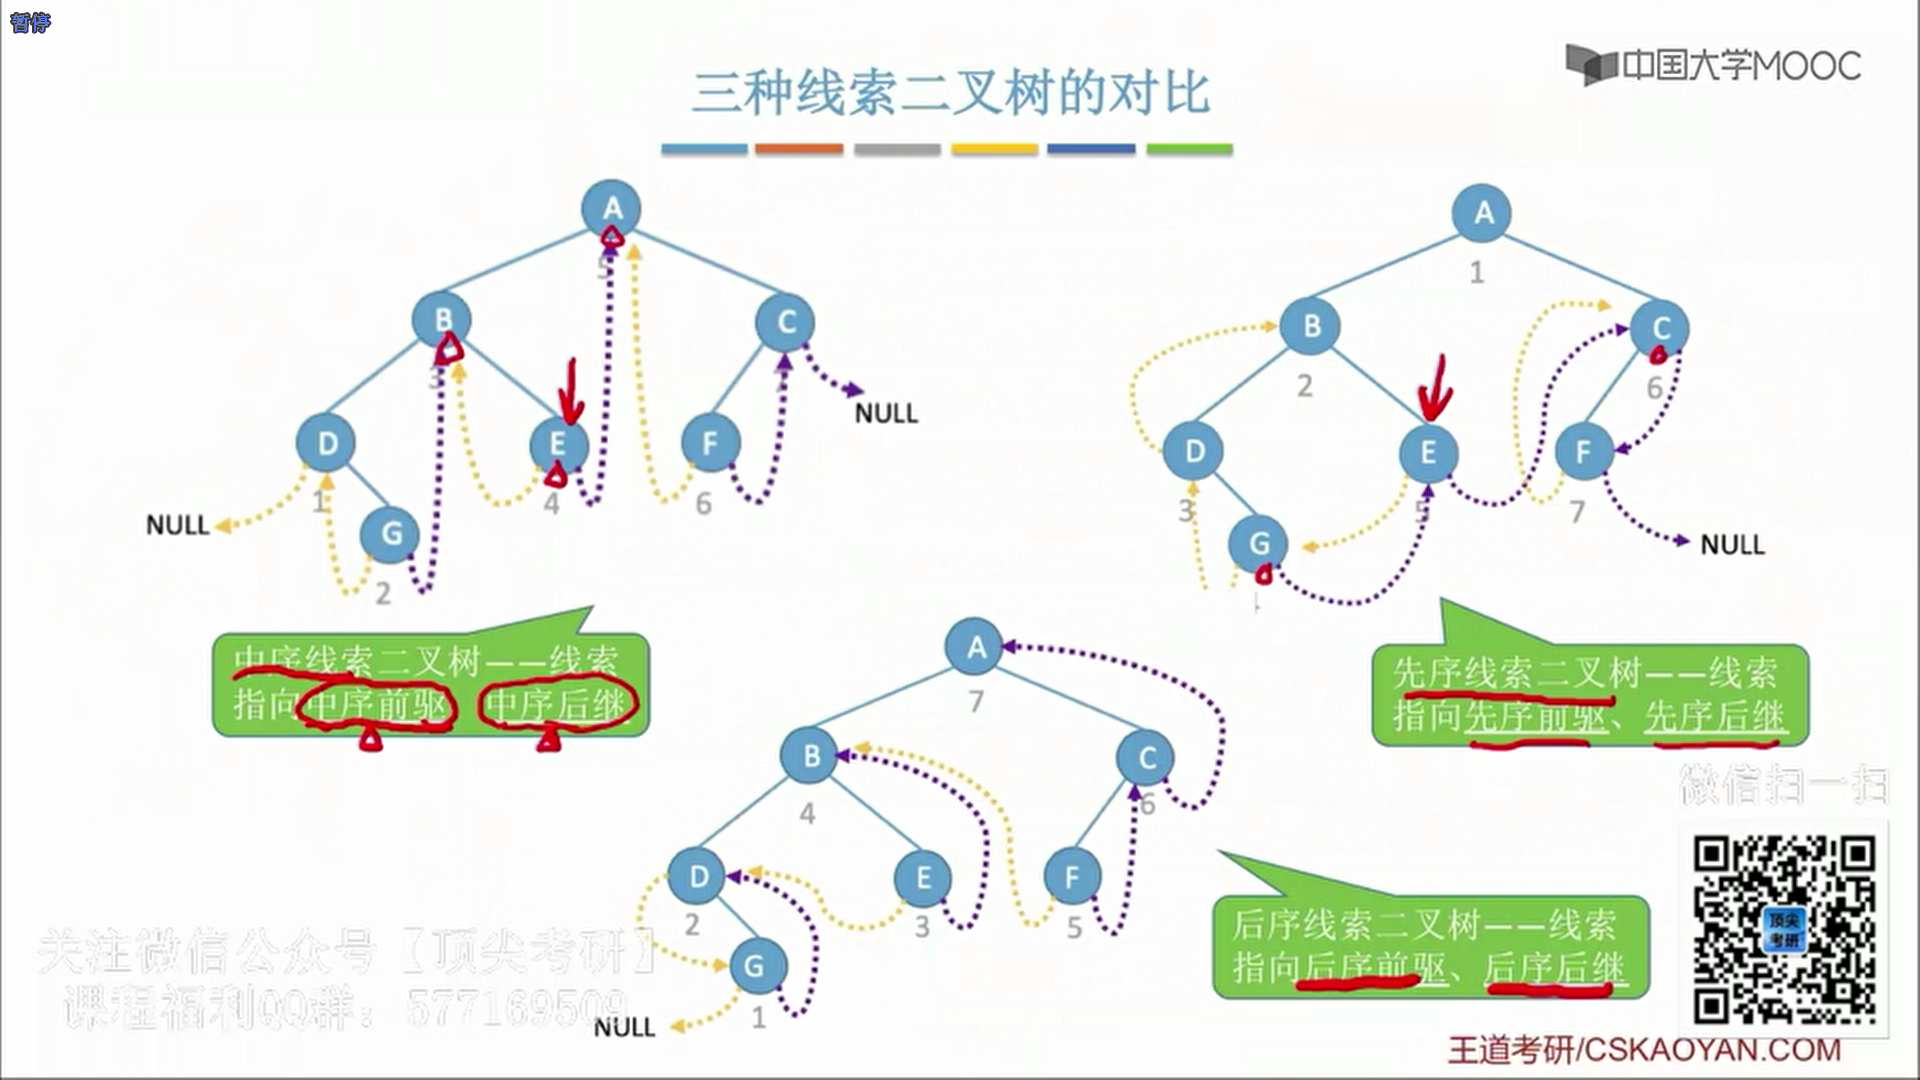 暂停
中国大学MOOC
三种线索二叉树的对比
A
5
B
3
C
D
1
E
4
F
6
G
2
NULL
NULL
中序线索二叉树——线索
指向中序前驱 中序后继
A
1
B
2
C
6
D
3
E
5
F
7
G
NULL
先序线索二叉树——线索
指向先序前驱、先序后继
A
7
B
4
C
6
D
2
E
3
F
5
G
1
NULL
后序线索二叉树——线索
指向后序前驱、后序后继
微信扫一扫
顶尖
考研
关注微信公众号【顶尖考研】
课程福利QQ群：577169509
王道考研/CSKAOYAN.COM